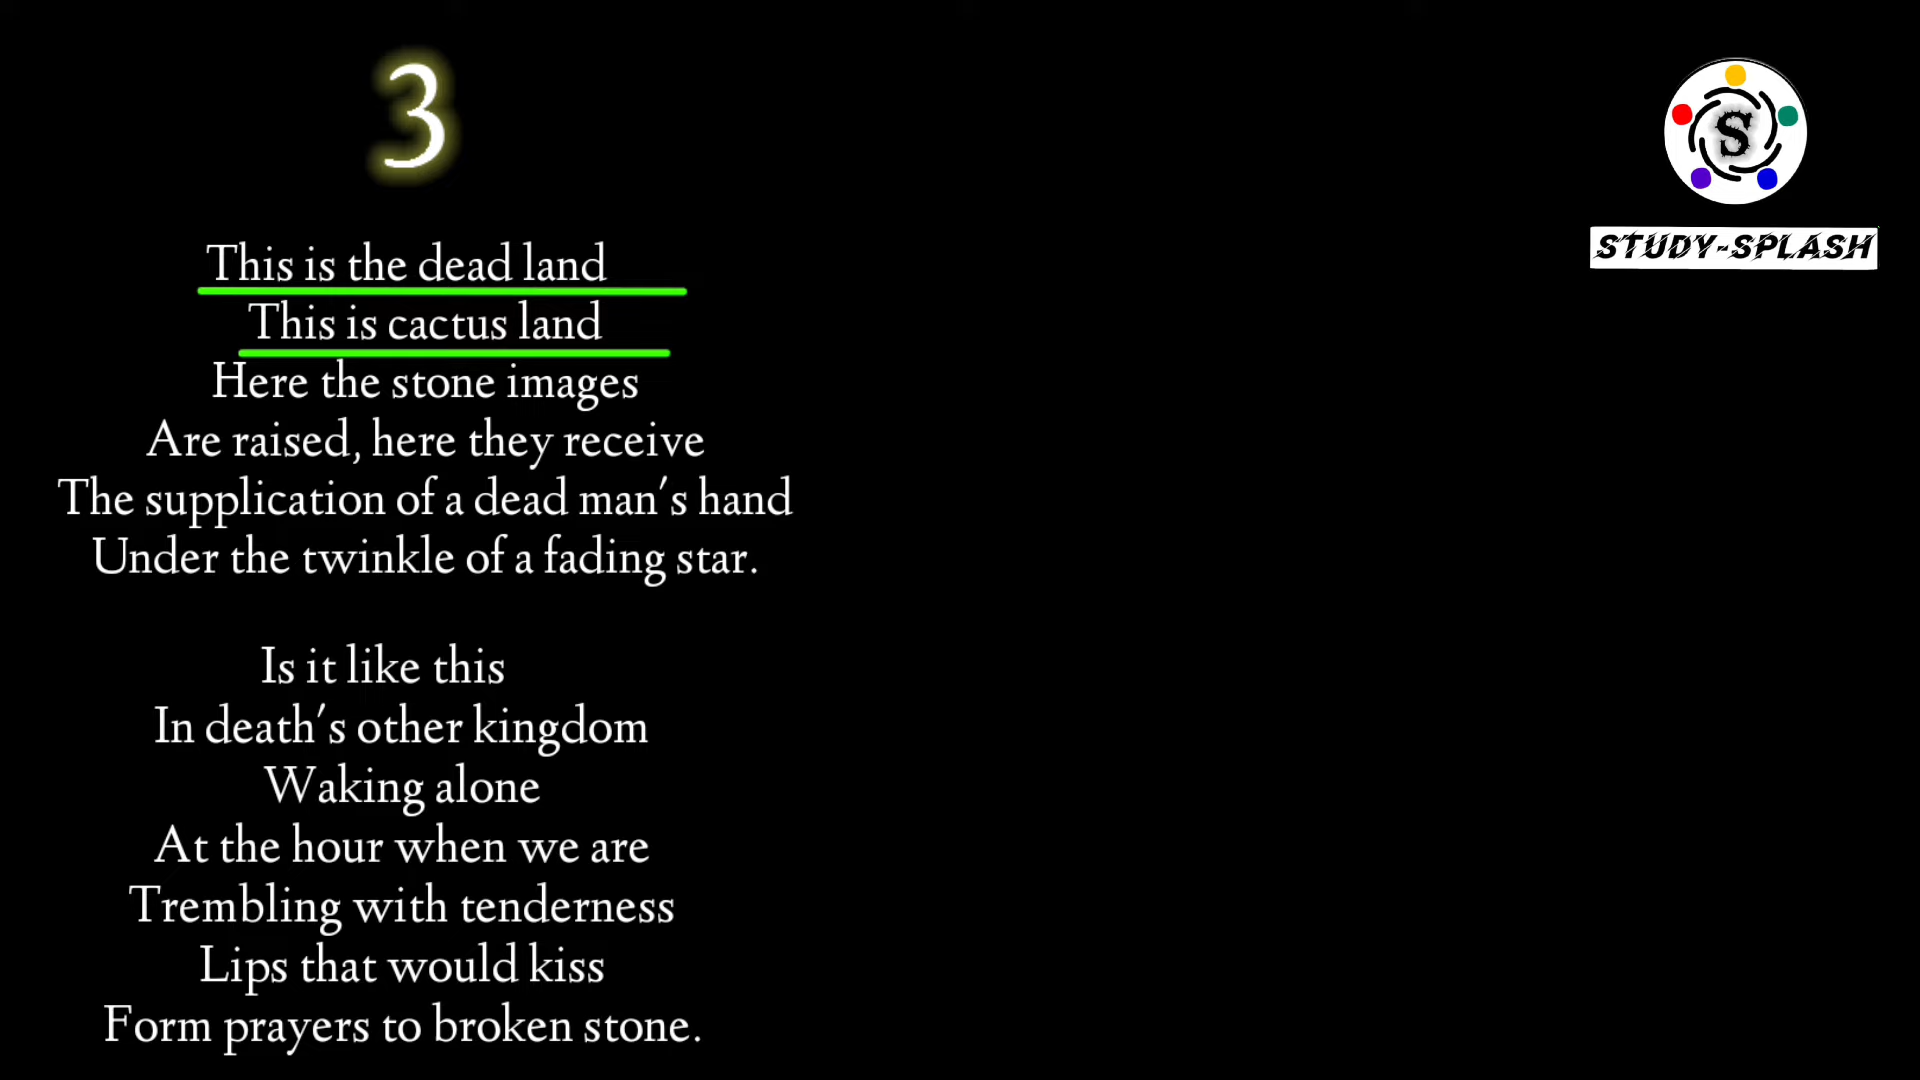 3
This is the dead land
This is cactus land
Here the stone images
Are raised, here they receive
The supplication of a dead man's hand
Under the twinkle of a fading star.
Is it like this
In death's other kingdom
Waking alone
At the hour when we are
Trembling with tenderness
Lips that would kiss
Form prayers to broken stone.
S
STUDY-SPLASH